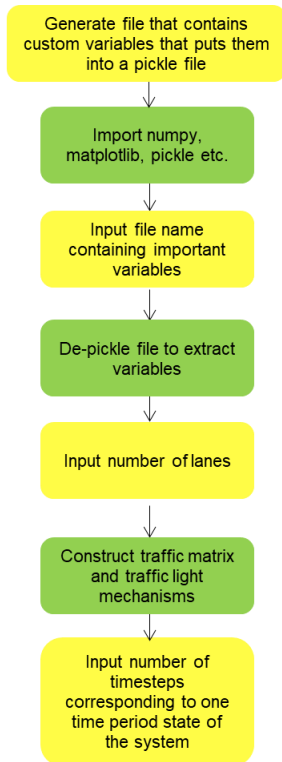 Generate file that contains
custom variables that puts them
into a pickle file
Import numpy,
matplotlib, pickle etc.
Input file name
containing important
variables
De-pickle file to extract
variables
Input number of lanes
Construct traffic matrix
and traffic light
mechanisms
Input number of
timesteps
corresponding to one
time period state of
the system